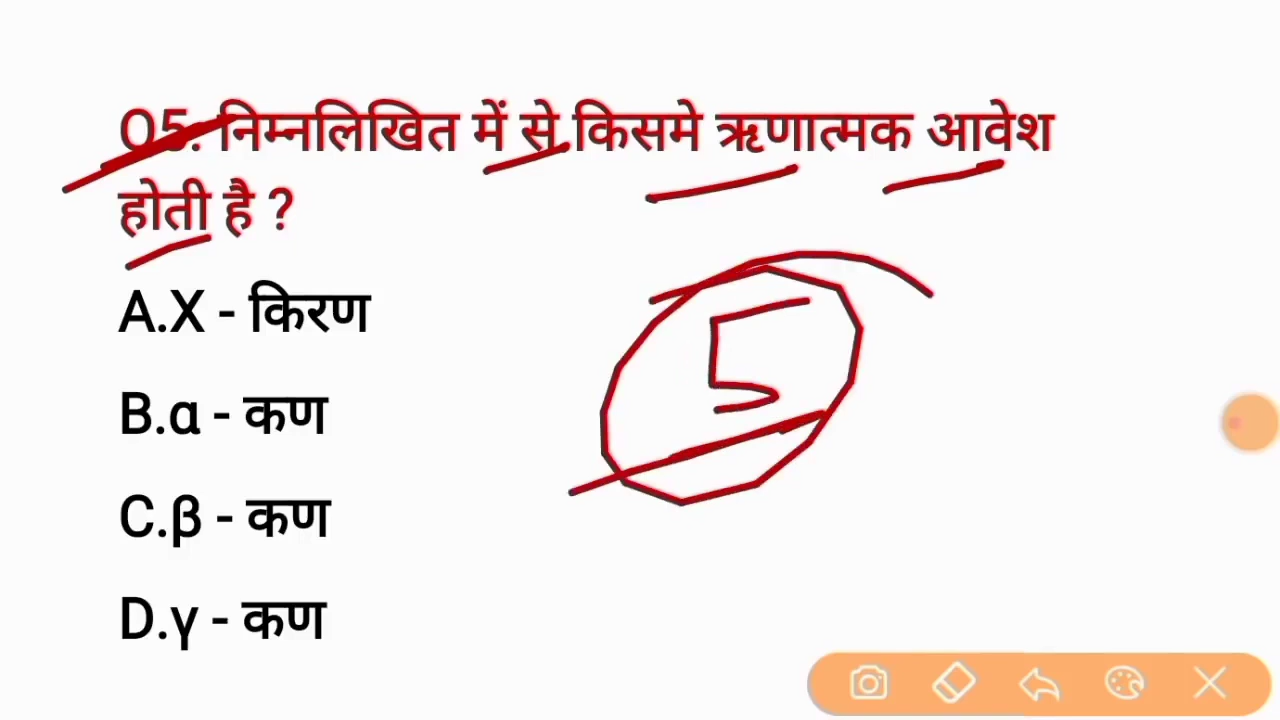 Q5. निम्नलिखित में से किसमे ऋणात्मक आवेश
होती है ?
5
A.X - किरण
B.α - कण
C.β - कण
D.γ - कण